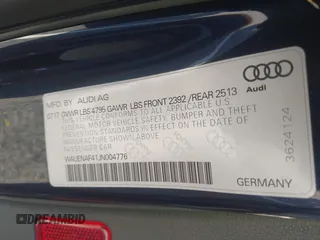 MFD. BY AUDI AG
07/17 GVWR LBS 4795 GAWR LBS FRONT 2392 /REAR 2513
THIS VEHICLE CONFORMS TO ALL APPLICABLE
FEDERAL MOTOR VEHICLE SAFETY, BUMPER AND THEFT
PREVENTION STANDARDS IN EFFECT
ON THE DATE OF MANUFACTURE SHOWN ABOVE
PASSENGER CAR
WAUENAF41JN004776
Audi
3624124
GERMANY
DREAMBID